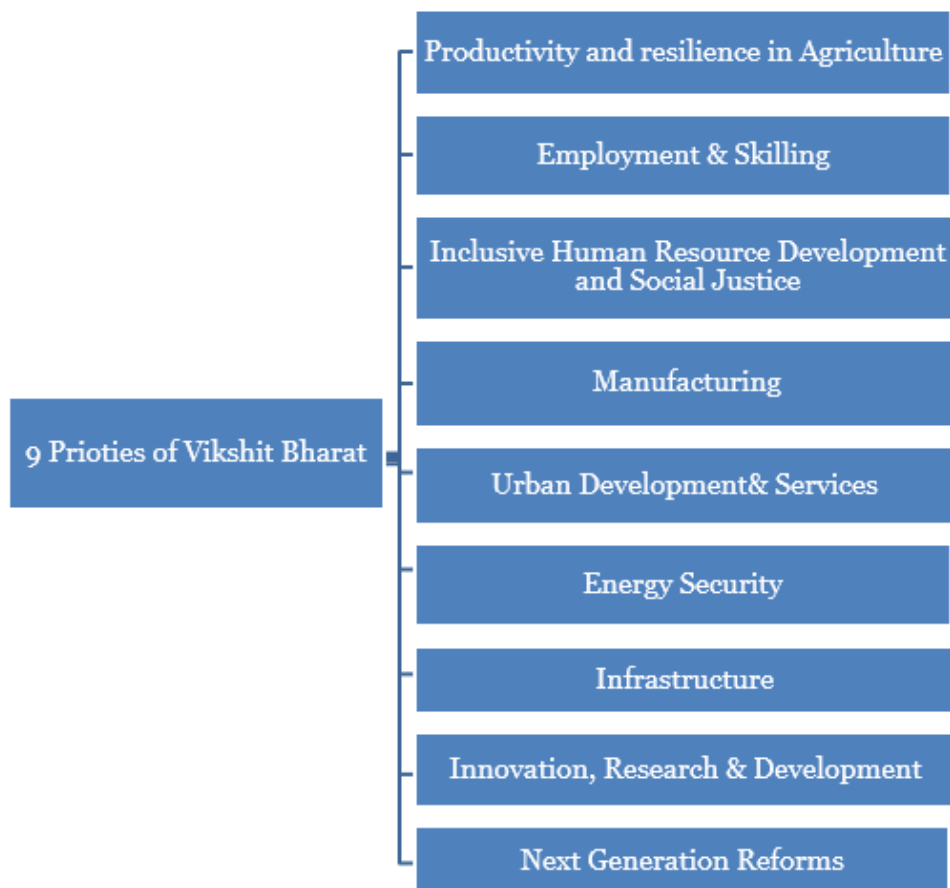 Productivity and resilience in Agriculture
Employment & Skilling
Inclusive Human Resource Development
and Social Justice
Manufacturing
9 Prioties of Vikshit Bharat
Urban Development& Services
Energy Security
Infrastructure
Innovation, Research & Development
Next Generation Reforms